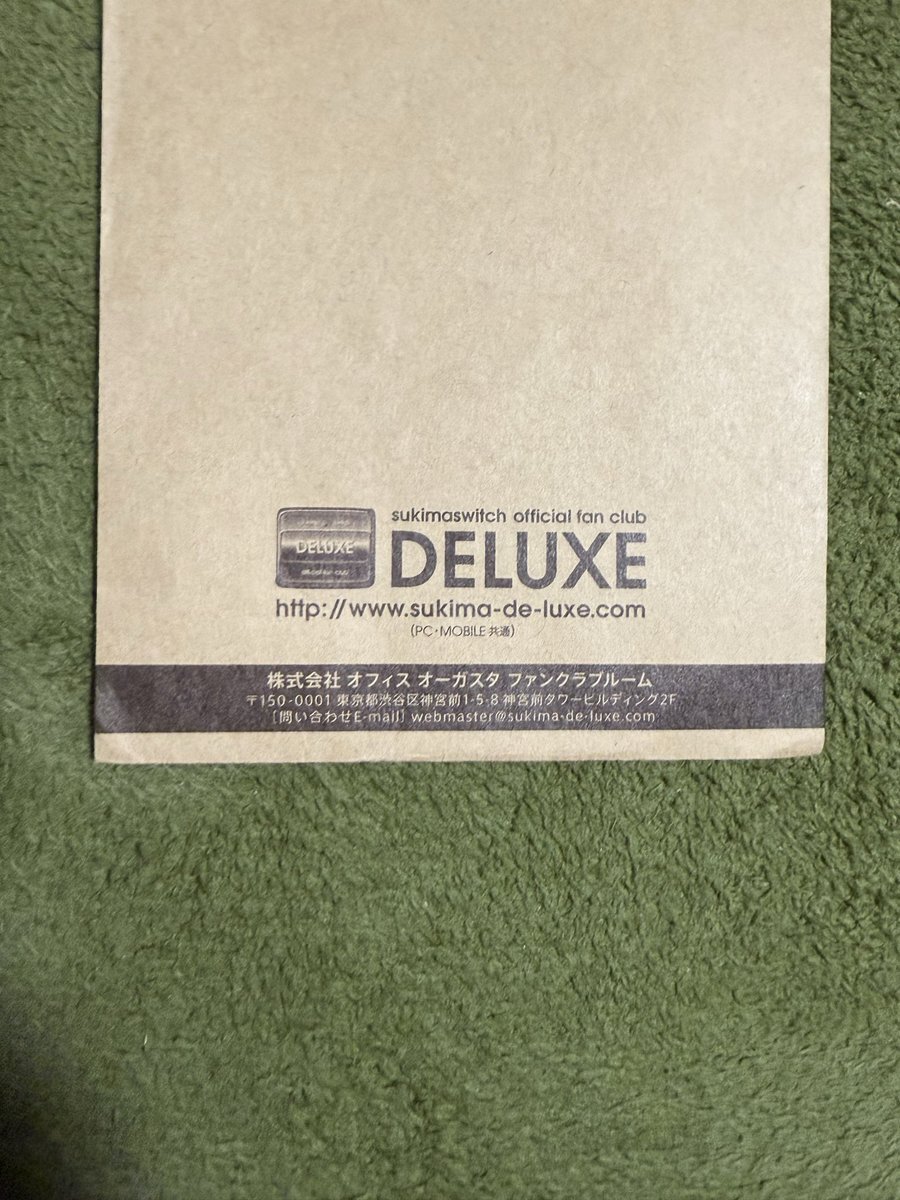 DELUXE
sukimaswitch official fan club
DELUXE
http://www.sukima-de-luxe.com
(PC・MOBILE 共通)
株式会社 オフィス オーガスタ ファンクラブルーム
〒150-0001 東京都渋谷区神宮前1-5-8 神宮前タワービルディング2F
[問い合わせE-mail] webmaster@sukima-de-luxe.com